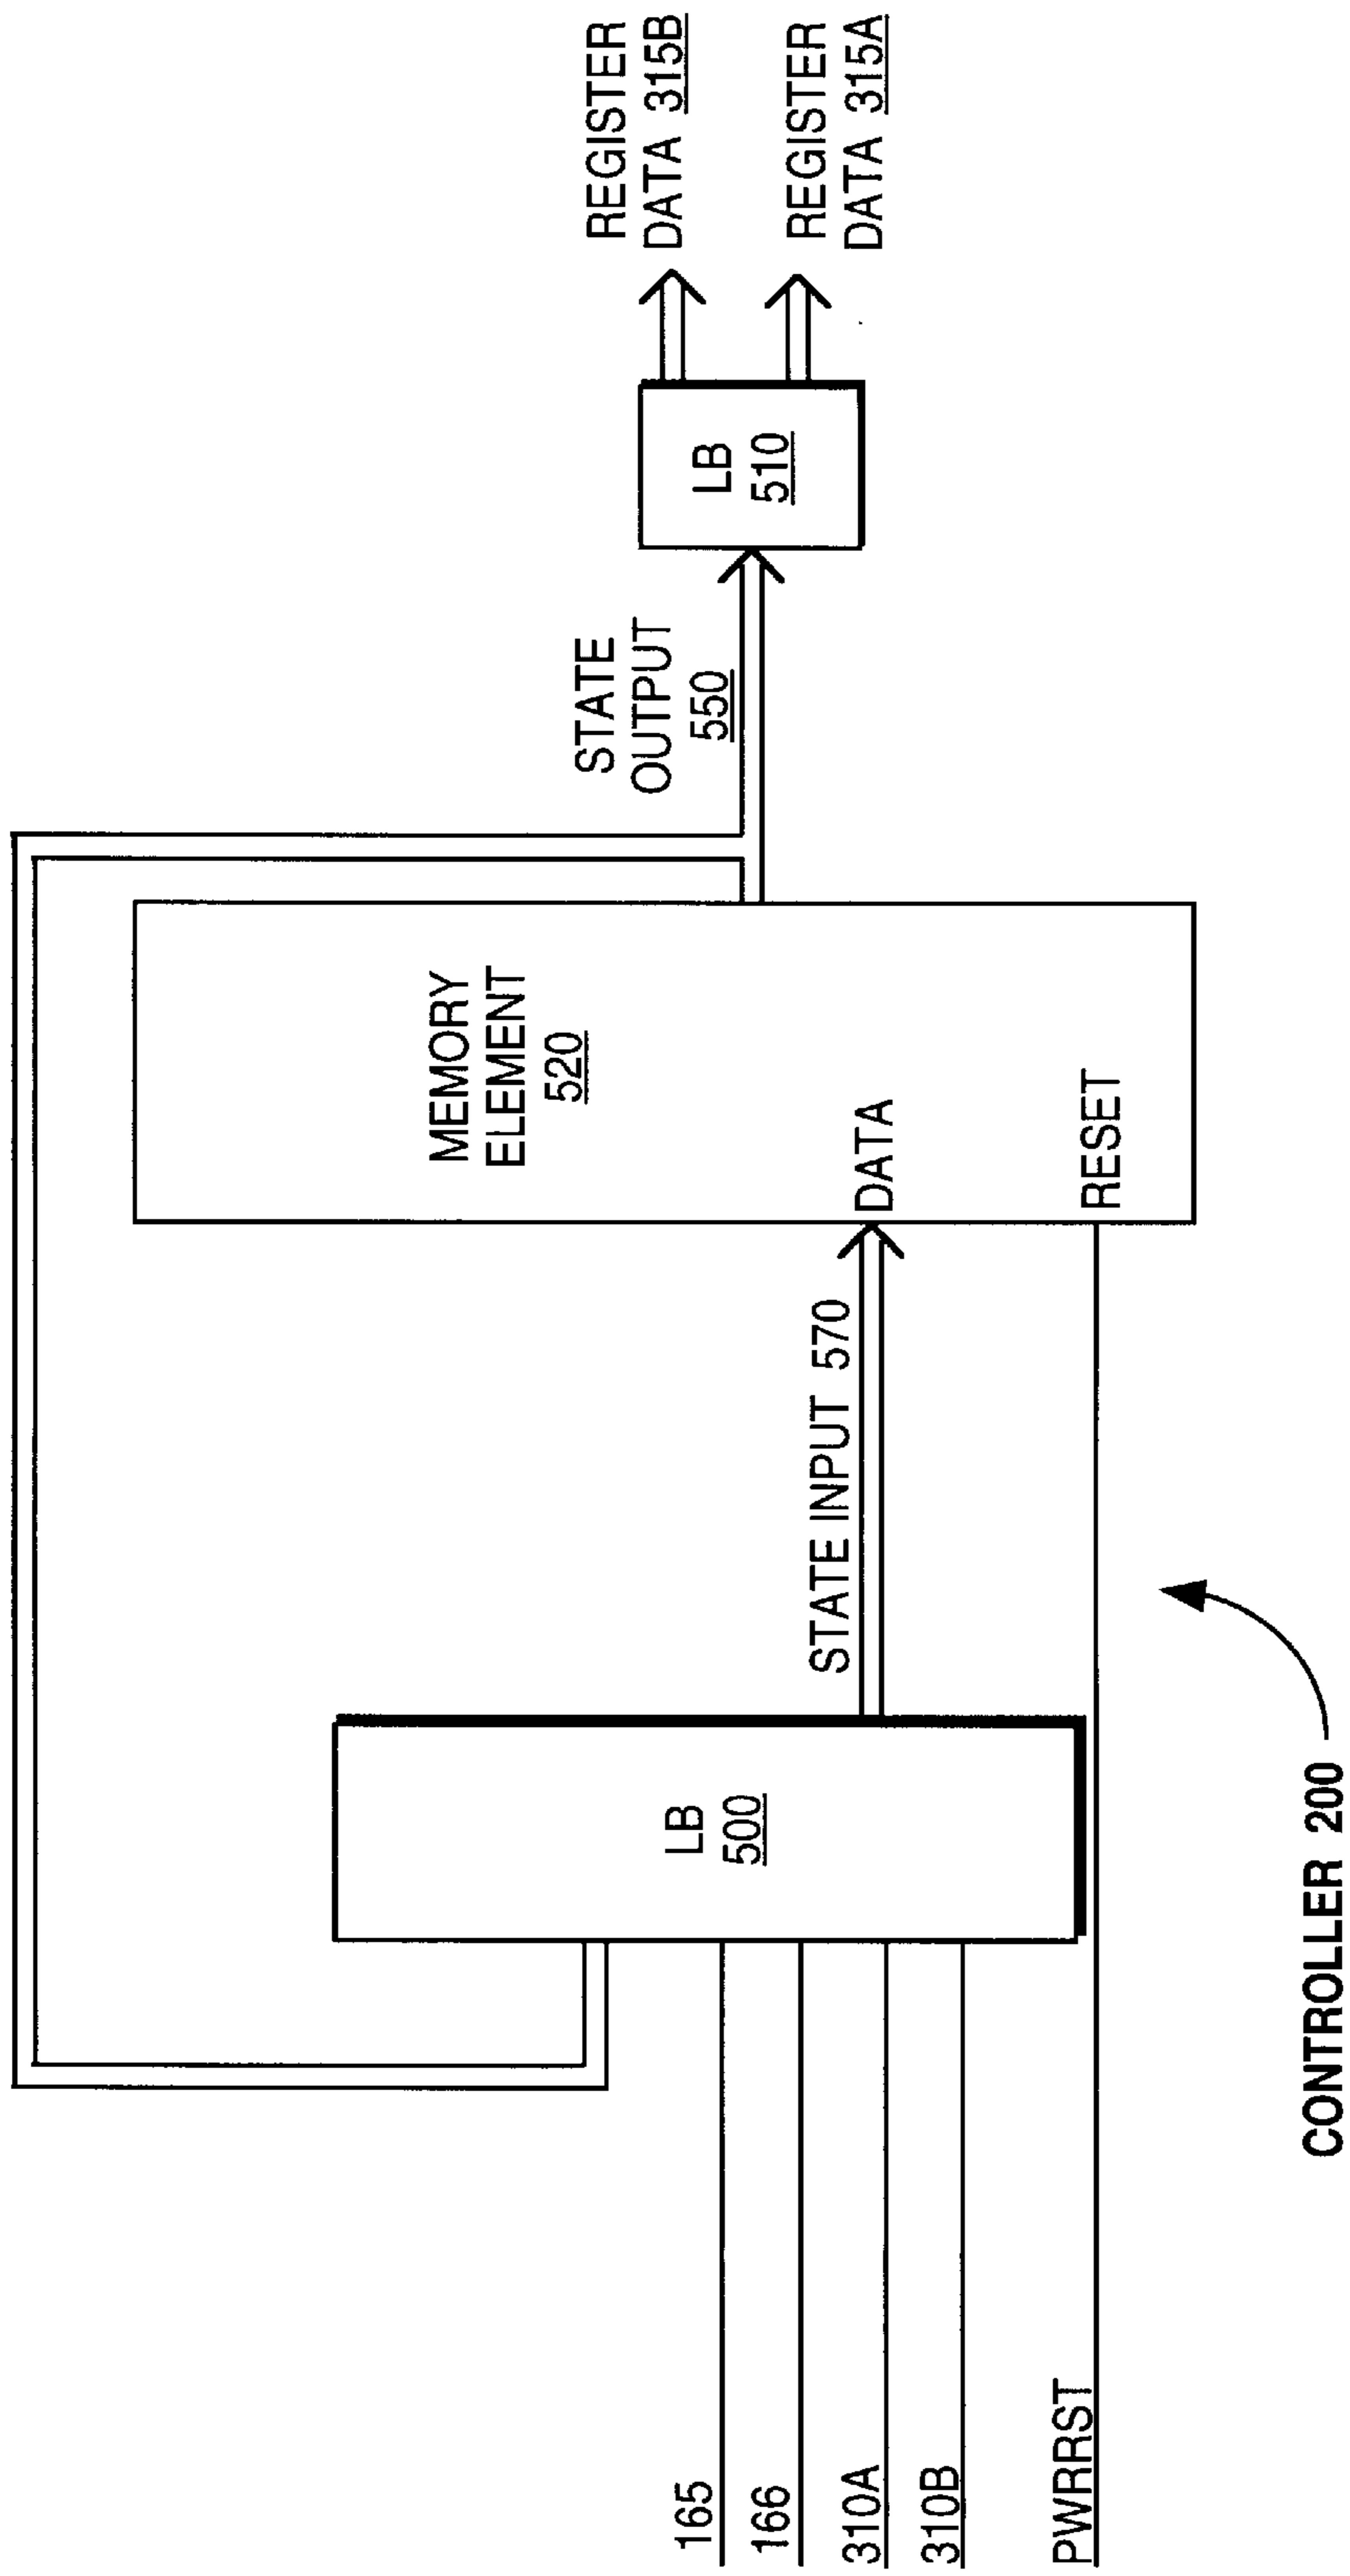 165
166
310A
310B
PWRRST
LB
500
STATE INPUT 570
MEMORY
ELEMENT
520
DATA
RESET
STATE
OUTPUT
550
LB
510
REGISTER
DATA 315B
REGISTER
DATA 315A
CONTROLLER 200